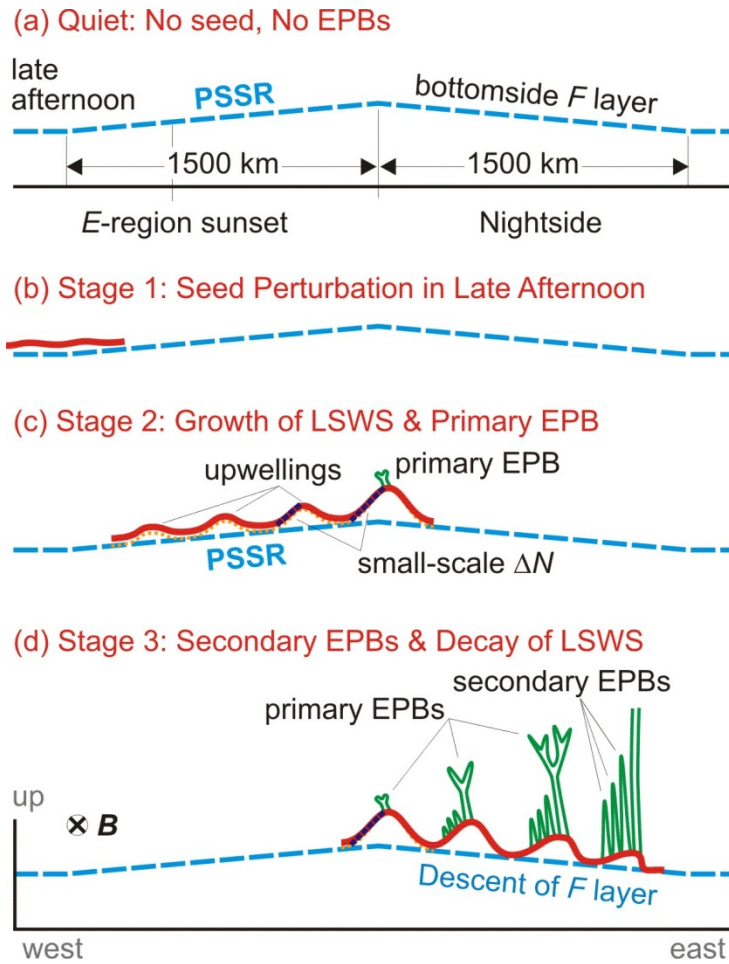 (a) Quiet: No seed, No EPBs
late
afternoon
PSSR
bottomside F layer
1500 km
1500 km
E-region sunset
Nightside
(b) Stage 1: Seed Perturbation in Late Afternoon
(c) Stage 2: Growth of LSWS & Primary EPB
upwellings
primary EPB
PSSR
small-scale ΔN
(d) Stage 3: Secondary EPBs & Decay of LSWS
secondary EPBs
primary EPBs
up
B
Descent of F layer
west
east